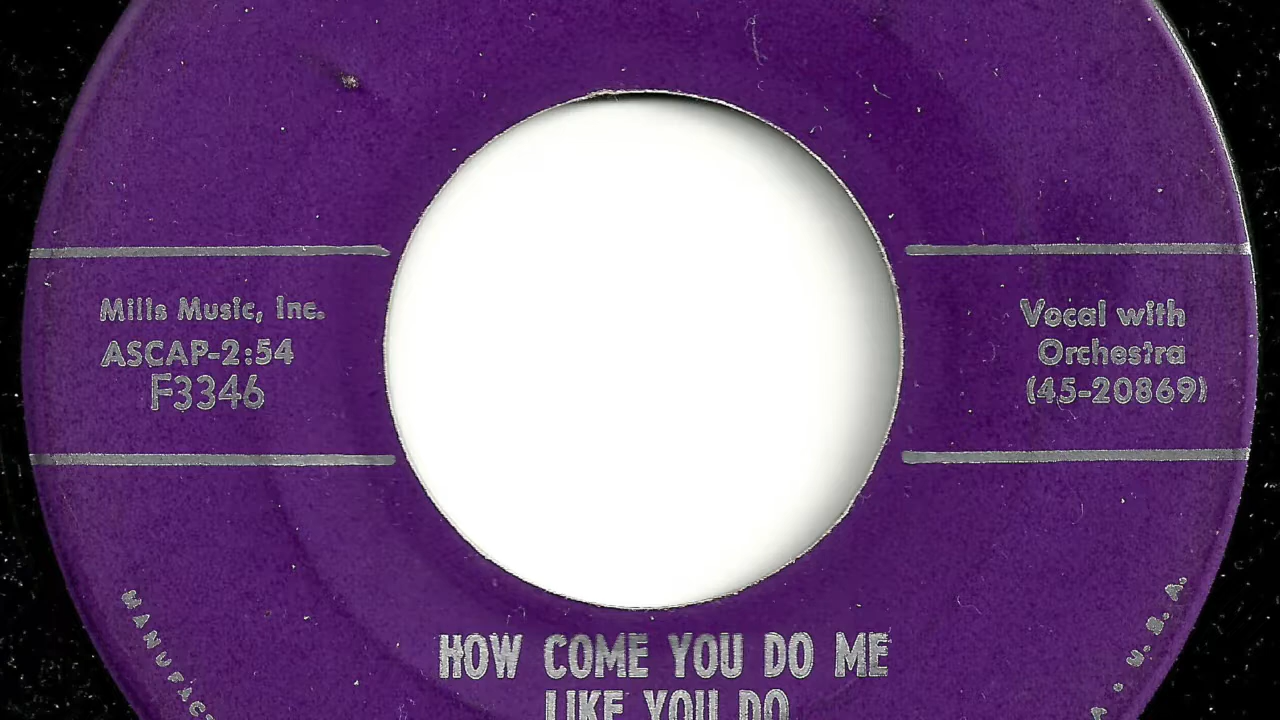 Mills Music, Inc.
ASCAP-2:54
F3346
Vocal with
Orchestra
(45-20869)
HOW COME YOU DO ME
LIKE YOU DO
MANUFACT
U. S. A.